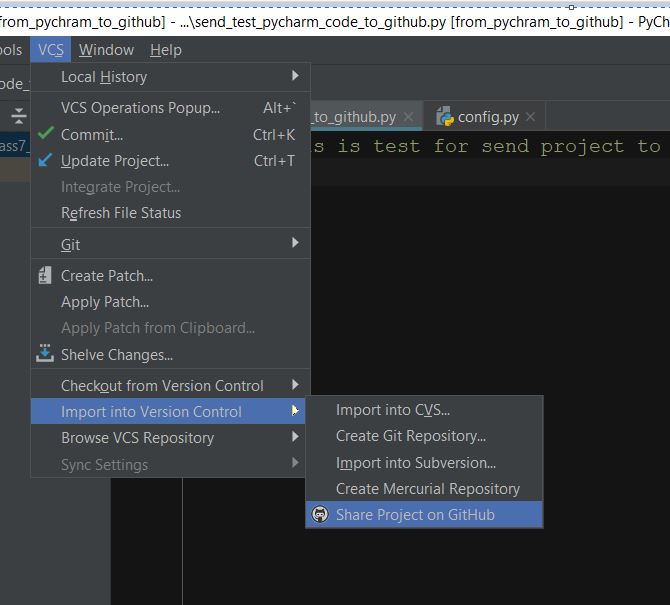 from_pychram_to_github] - ...\send_test_pycharm_code_to_github.py [from_pychram_to_github] - PyCh
ols VCS Window Help
Local History
ode_
VCS Operations Popup... Alt+`
_to_github.py config.py
Commit... Ctrl+K
ass7_
s is test for send project to
Update Project... Ctrl+T
Integrate Project...
Refresh File Status
Git
Create Patch...
Apply Patch...
Apply Patch from Clipboard...
Shelve Changes...
Checkout from Version Control
Import into Version Control
Browse VCS Repository
Sync Settings
Import into CVS...
Create Git Repository...
Import into Subversion...
Create Mercurial Repository
Share Project on GitHub